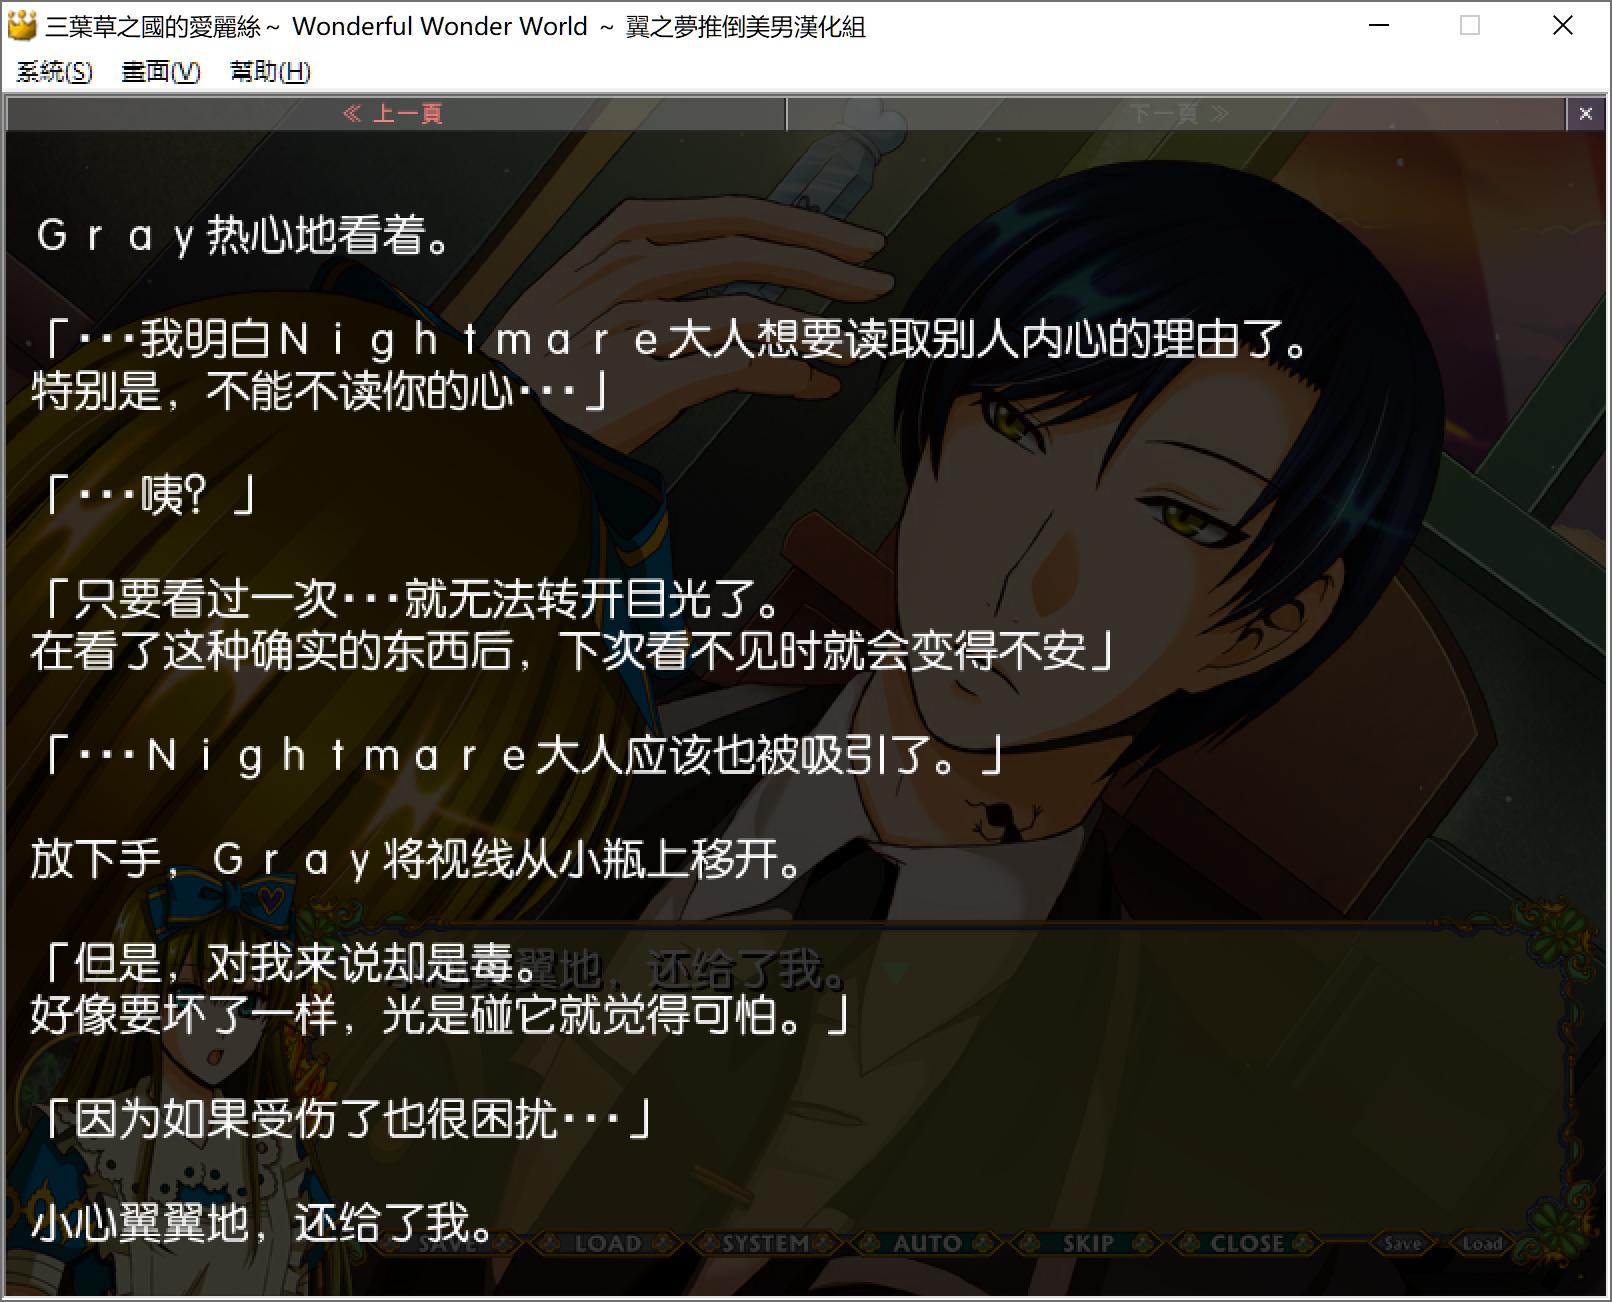 三葉草之國的愛麗絲~ Wonderful Wonder World ~ 翼之夢推倒美男漢化組
系統(S) 畫面(V) 幫助(H)
≪ 上一頁 下一頁 ≫ ×
Gray热心地看着。
「···我明白Nightmare大人想要读取别人内心的理由了。
特别是，不能不读你的心···」
「···咦？」
「只要看过一次···就无法转开目光了。
在看了这种确实的东西后，下次看不见时就会变得不安」
「···Nightmare大人应该也被吸引了。」
放下手，Gray将视线从小瓶上移开。
「但是，对我来说却是毒。
好像要坏了一样，光是碰它就觉得可怕。」
「因为如果受伤了也很困扰···」
小心翼翼地，还给了我。
小心翼翼地，还给了我。
SAVE LOAD SYSTEM AUTO SKIP CLOSE Save Load